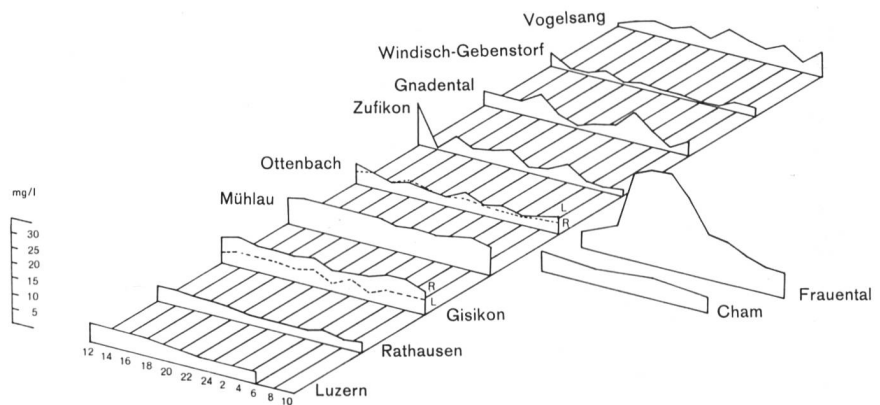 Vogelsang
Windisch-Gebenstorf
Gnadental
Zufikon
Ottenbach
Mühlau
mg/l
30
25
20
15
10
5
L
R
R
L
Frauental
Cham
Gisikon
Rathausen
Luzern
12 14 16 18 20 22 24 2 4 6 8 10